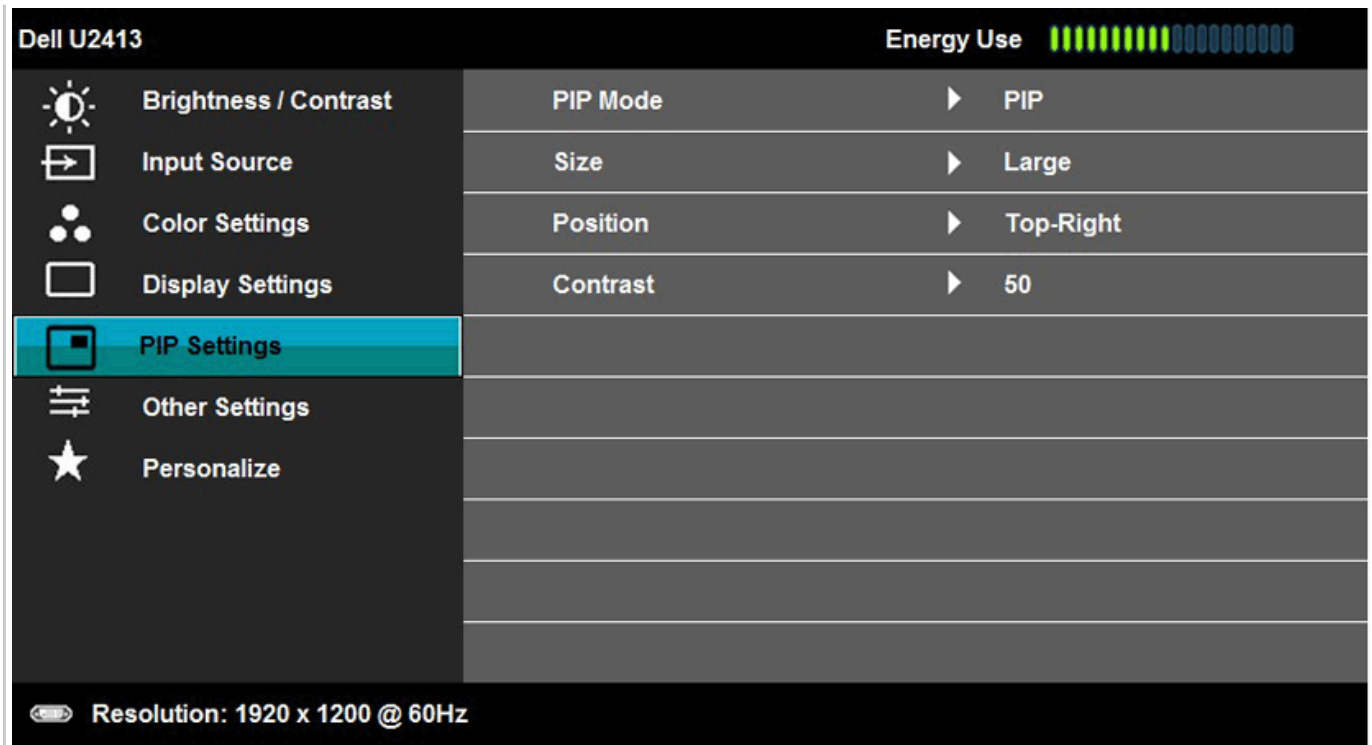 Dell U2413 Energy Use
Brightness / Contrast PIP Mode PIP
Input Source Size Large
Color Settings Position Top-Right
Display Settings Contrast 50
PIP Settings
Other Settings
Personalize
Resolution: 1920 x 1200 @ 60Hz